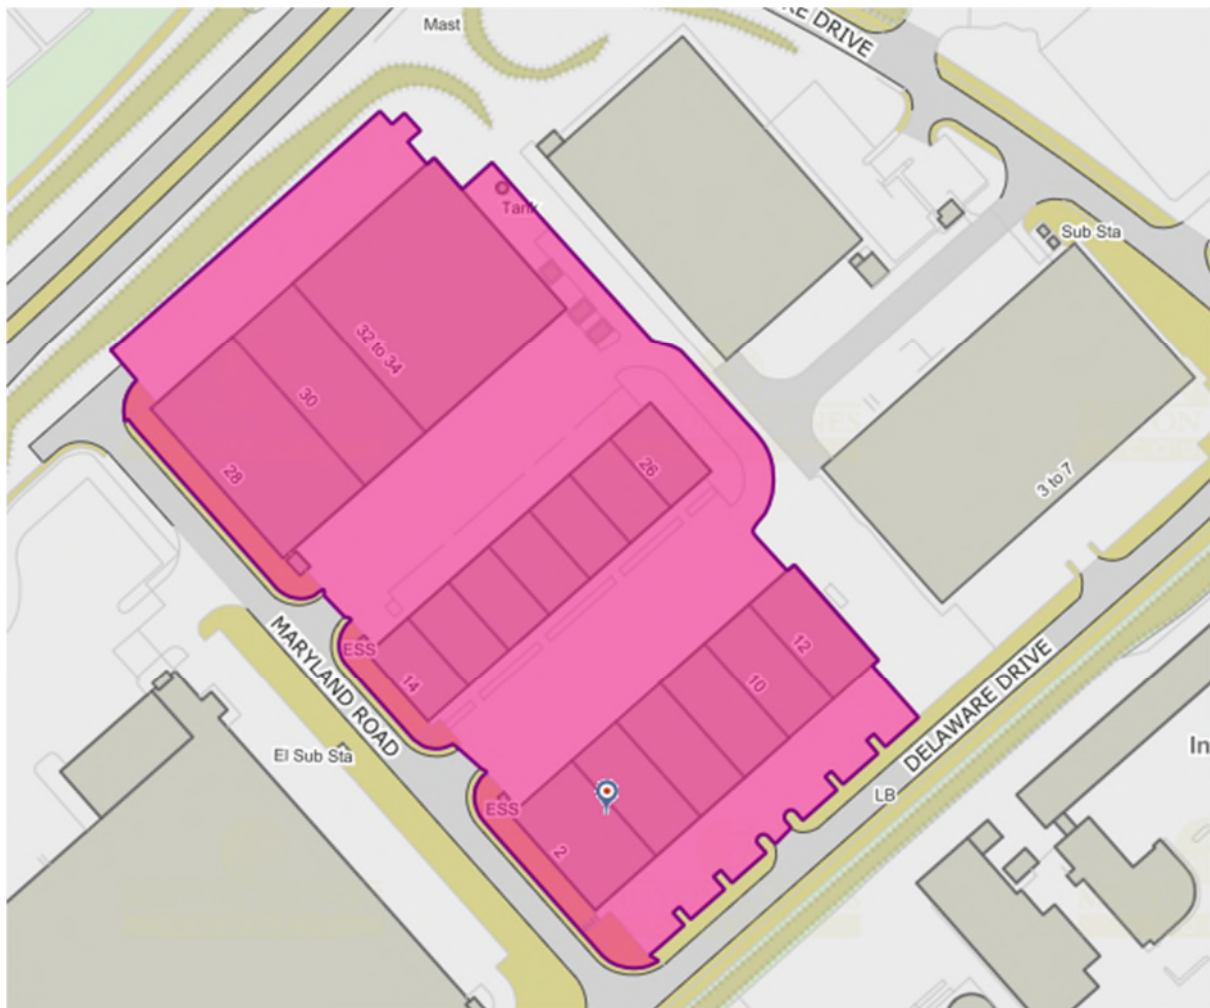 Mast
KE DRIVE
Tank
Sub Sta
32 to 34
30
28
26
3 to 7
ESS
14
12
10
MARYLAND ROAD
El Sub Sta
DELAWARE DRIVE
In
LB
ESS
2